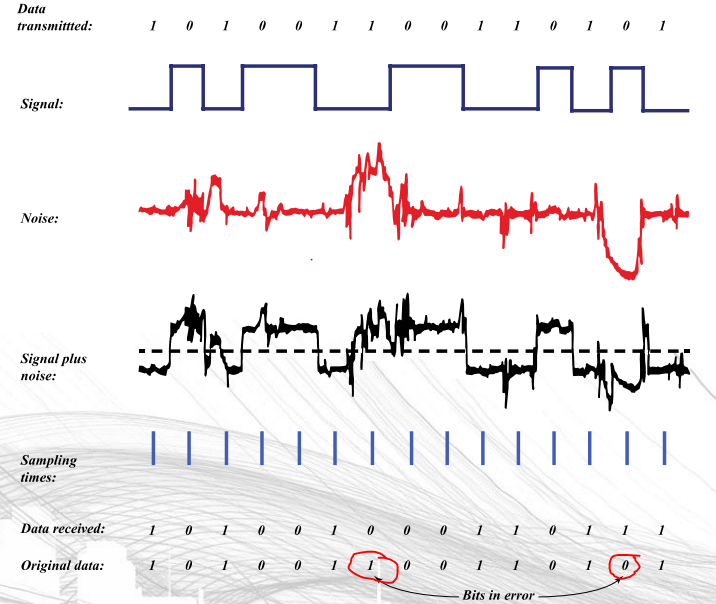 Data
transmittted: 1 0 1 0 0 1 1 0 0 1 1 0 1 0 1
Signal:
Noise:
Signal plus
noise:
Sampling
times:
Data received: 1 0 1 0 0 1 0 0 0 1 1 0 1 1 1
Original data: 1 0 1 0 0 1 1 0 0 1 1 0 1 0 1
Bits in error